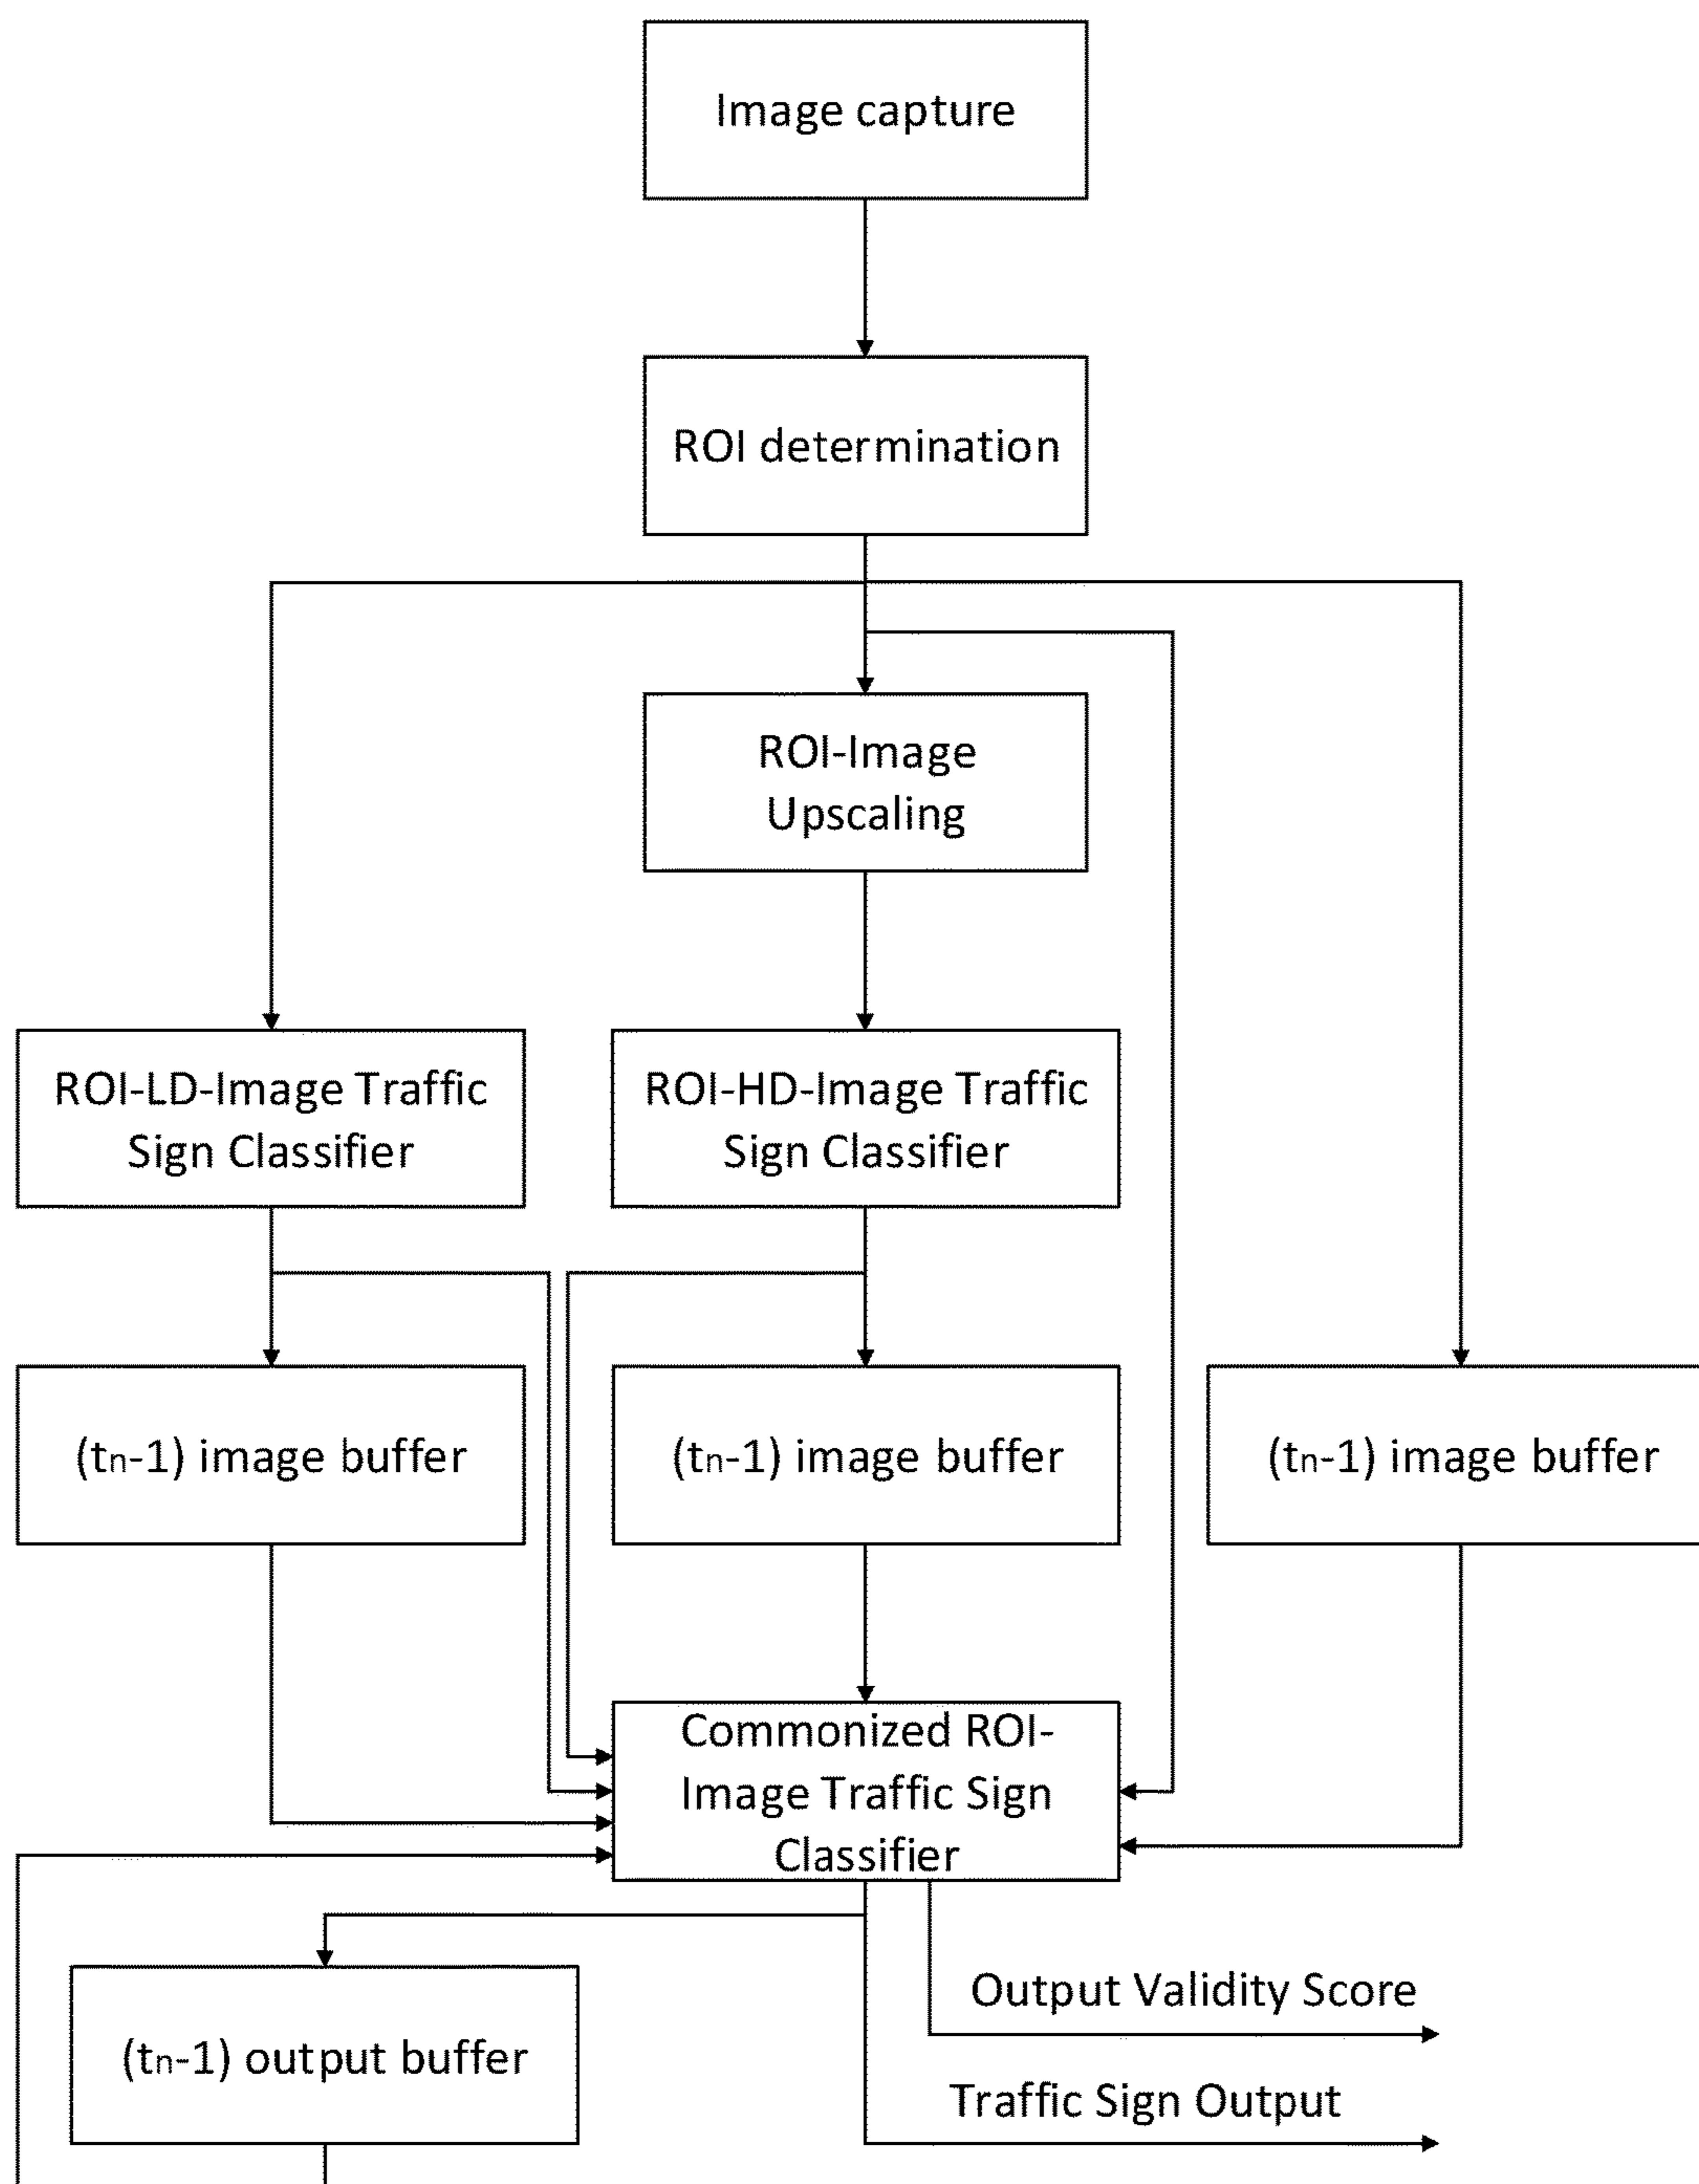 Image capture
ROI determination
ROI-Image
Upscaling
ROI-LD-Image Traffic
Sign Classifier
ROI-HD-Image Traffic
Sign Classifier
(tn-1) image buffer
(tn-1) image buffer
(tn-1) image buffer
Commonized ROI-
Image Traffic Sign
Classifier
Output Validity Score
(tn-1) output buffer
Traffic Sign Output